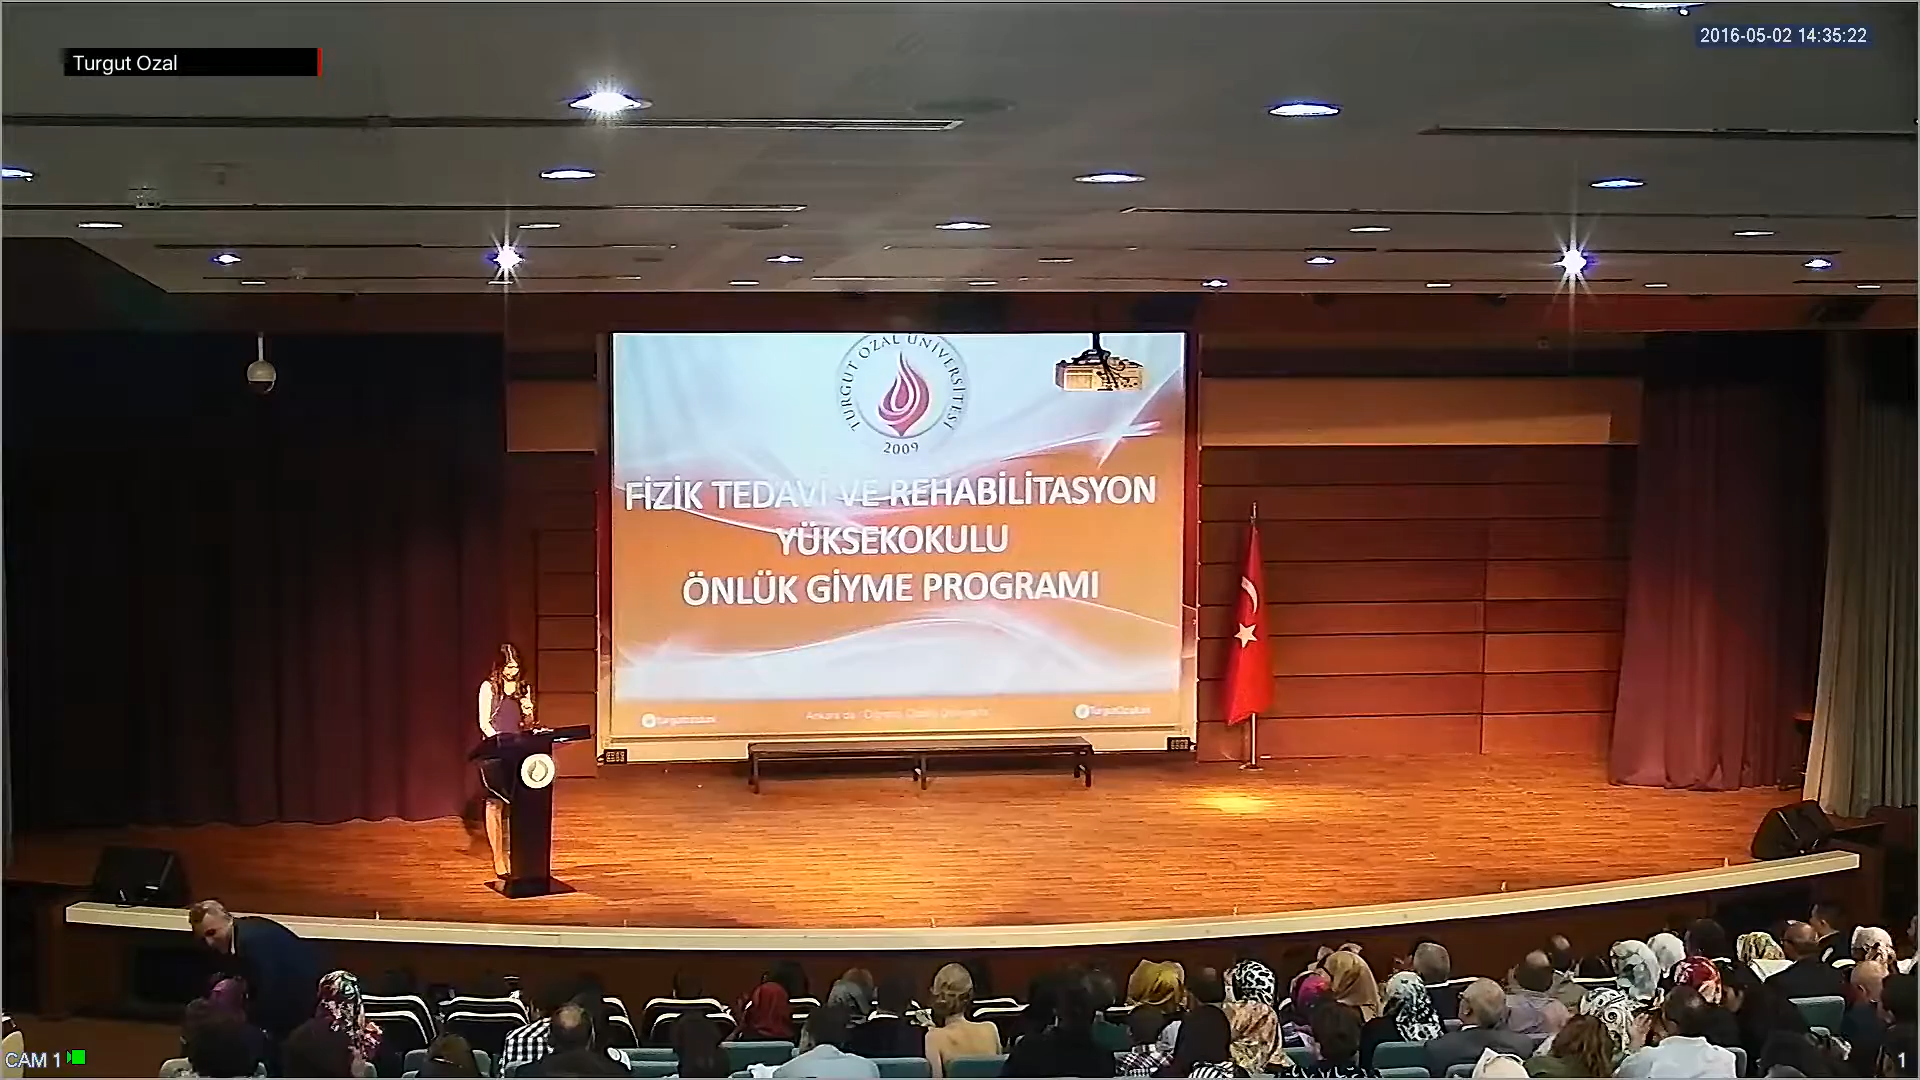 Turgut Ozal
2016-05-02 14:35:22
TURGUT ÖZAL ÜNİVERSİTESİ
2009
FİZİK TEDAVİ VE REHABİLİTASYON
YÜKSEKOKULU
ÖNLÜK GİYME PROGRAMI
CAM 1
1